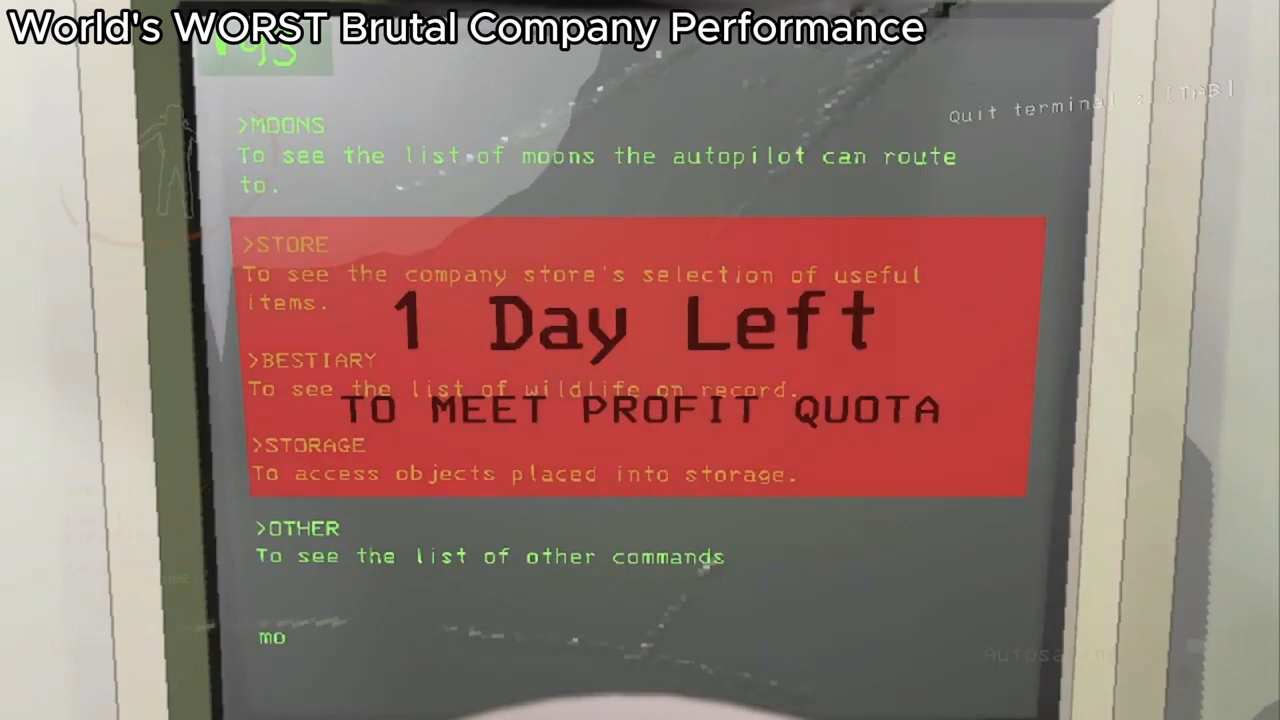 World's WORST Brutal Company Performance
Quit terminal : [TAB]
>MOONS
To see the list of moons the autopilot can route
to.
>STORE
To see the company store's selection of useful
items.
1 Day Left
>BESTIARY
To see the list of wildlife on record.
TO MEET PROFIT QUOTA
>STORAGE
To access objects placed into storage.
>OTHER
To see the list of other commands
mo